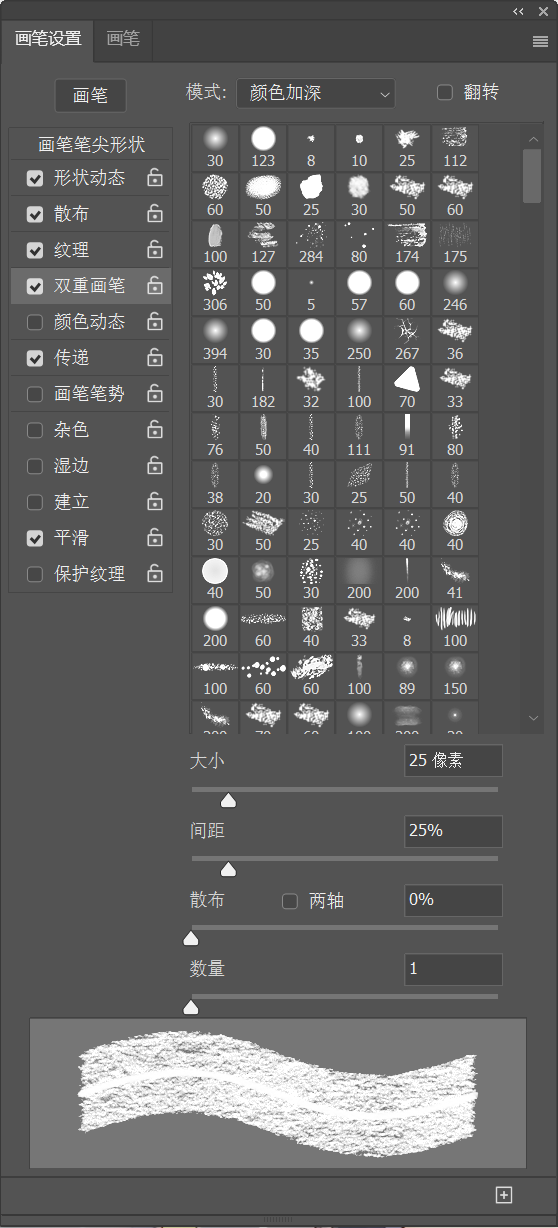 画笔设置 画笔
画笔 模式: 颜色加深 翻转
画笔笔尖形状
形状动态
散布
纹理
双重画笔
颜色动态
传递
画笔笔势
杂色
湿边
建立
平滑
保护纹理
30 123 8 10 25 112
60 50 25 30 50 60
100 127 284 80 174 175
306 50 5 57 60 246
394 30 35 250 267 36
30 182 32 100 70 33
76 50 40 111 91 80
38 20 30 25 50 40
30 50 25 40 40 40
40 50 30 200 200 41
200 60 40 33 8 100
100 60 60 100 89 150
大小 25 像素
间距 25%
散布 两轴 0%
数量 1